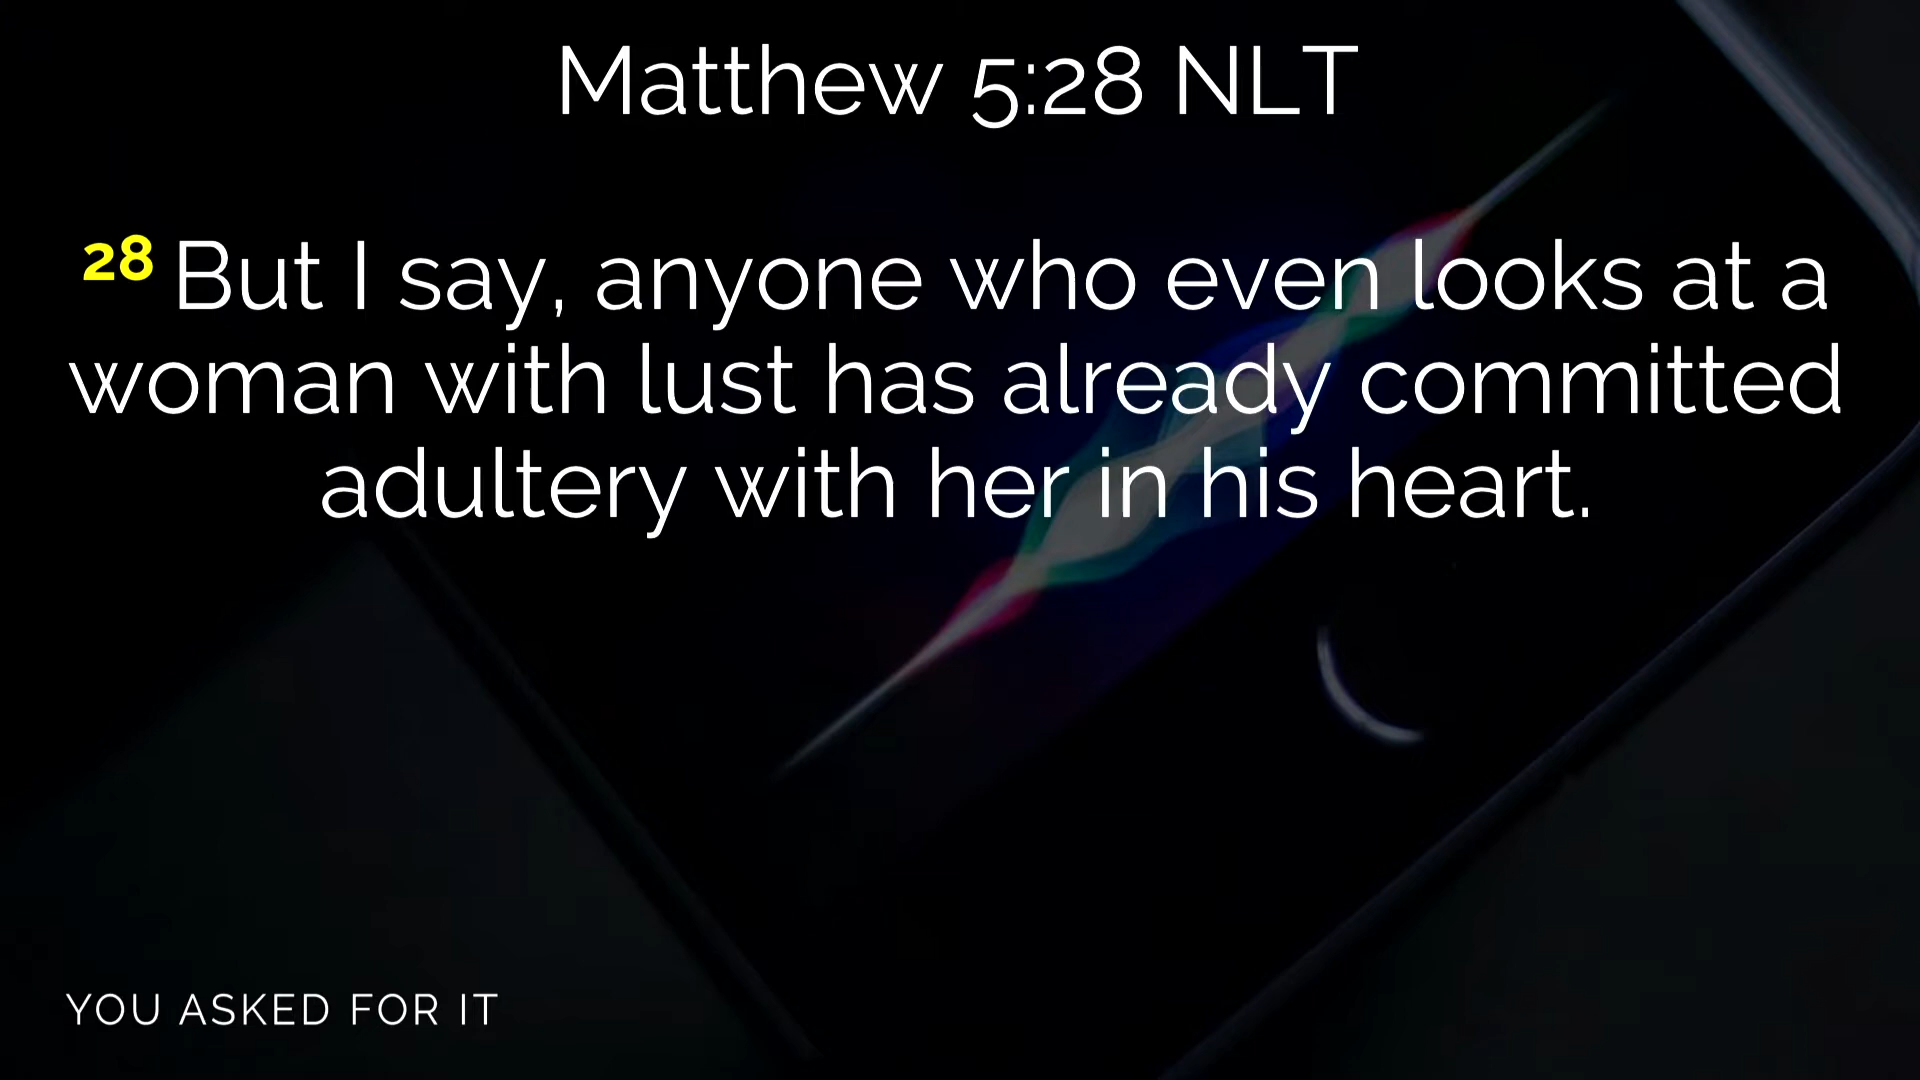 Matthew 5:28 NLT
28 But I say, anyone who even looks at a
woman with lust has already committed
adultery with her in his heart.
YOU ASKED FOR IT